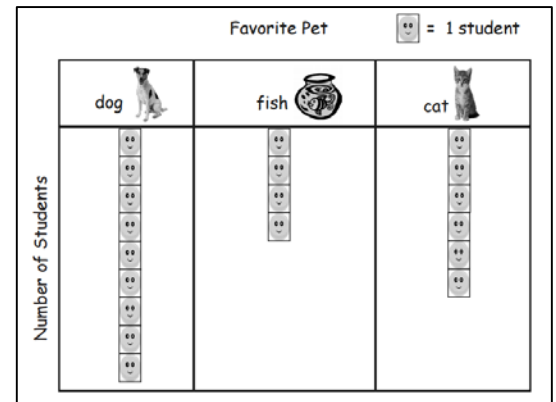 Favorite Pet
= 1 student
dog
fish
cat
Number of Students